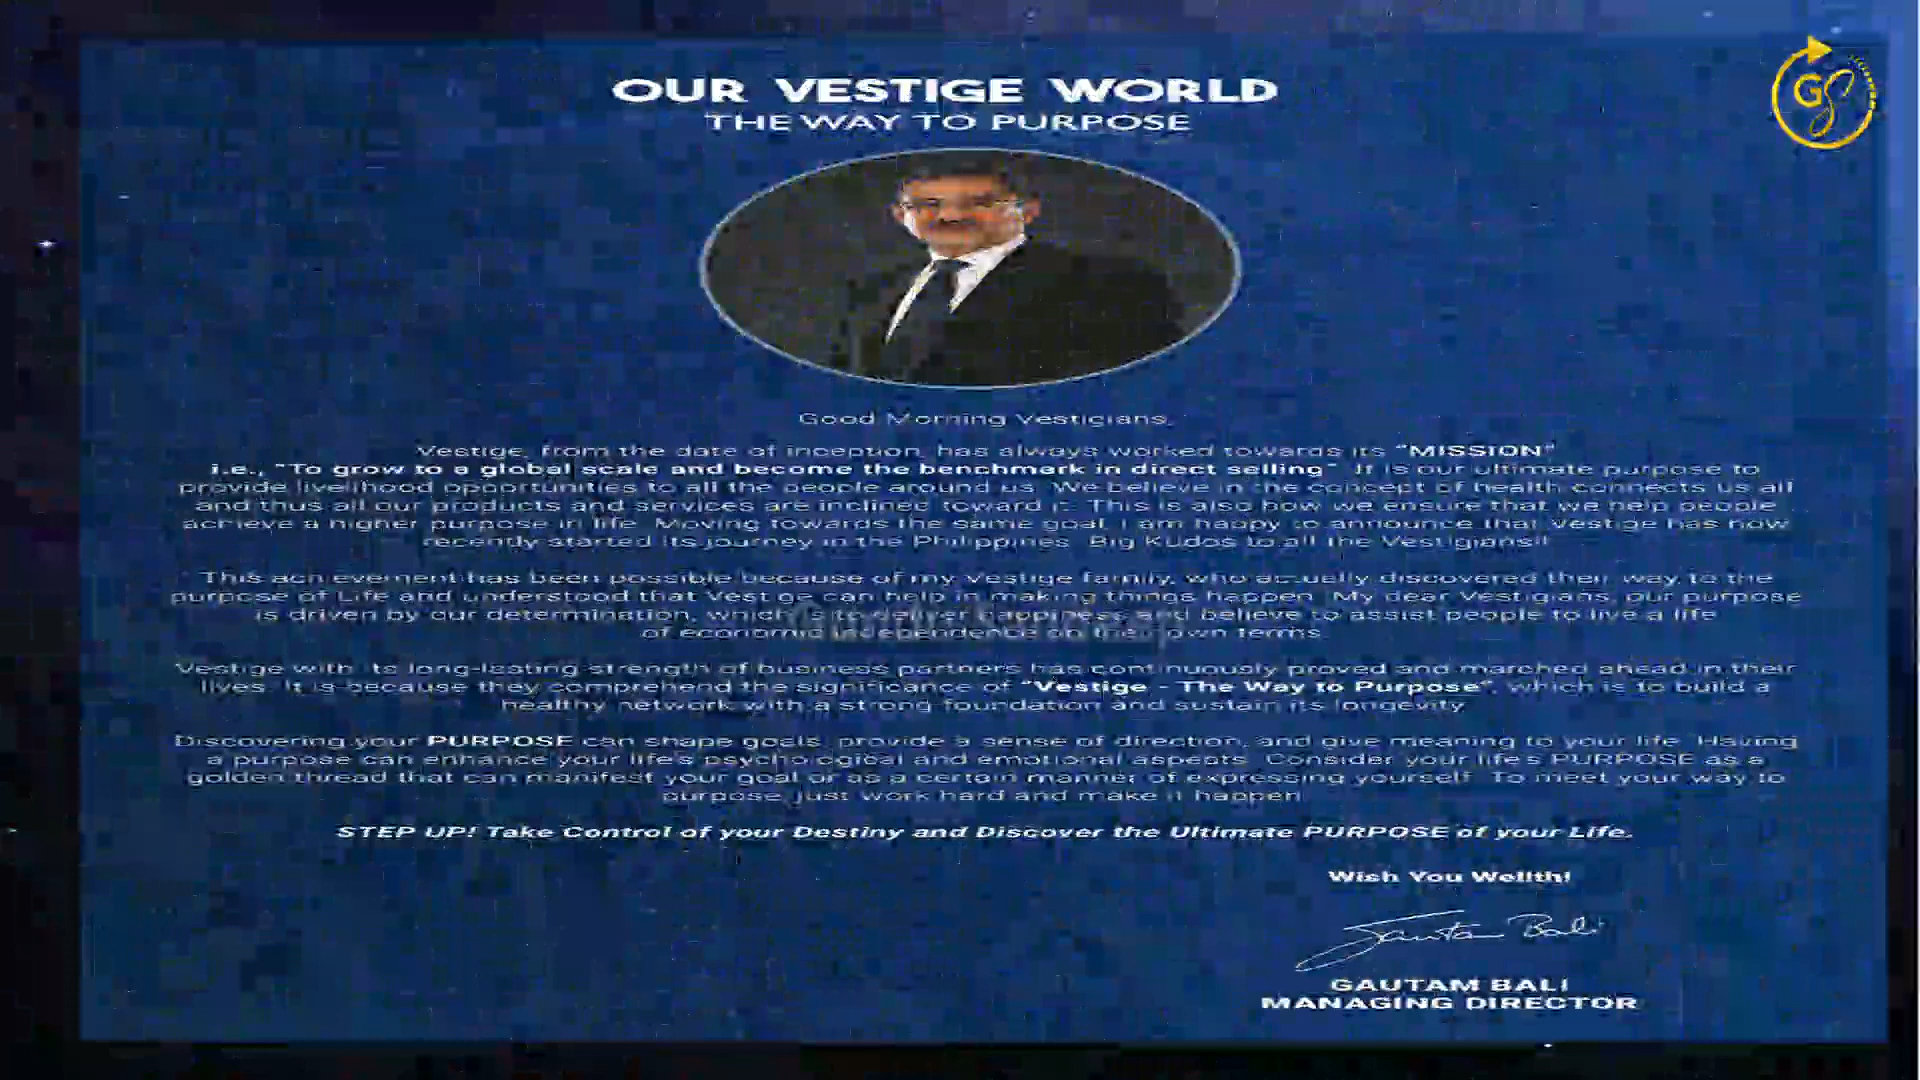 OUR VESTIGE WORLD
THE WAY TO PURPOSE
GS
Good Morning Vestigians,
Vestige, from the date of inception, has always worked towards its "MISSION"
i.e., "To grow to a global scale and become the benchmark in direct selling". It is our ultimate purpose to
provide livelihood opportunities to all the people around us. We believe in the concept of health connects us all
and thus all our products and services are inclined toward it. This is also how we ensure that we help people
achieve a higher purpose in life. Moving towards the same goal, I am happy to announce that Vestige has now
recently started its journey in the Philippines. Big Kudos to all the Vestigians!!
This achievement has been possible because of my Vestige family, who actually discovered their way to the
purpose of Life and understood that Vestige can help in making things happen. My dear Vestigians, our purpose
is driven by our determination, which is to deliver happiness and believe to assist people to live a life
of economic independence on their own terms.
Vestige with its long-lasting strength of business partners has continuously proved and marched ahead in their
lives. It is because they comprehend the significance of "Vestige - The Way to Purpose", which is to build a
healthy network with a strong foundation and sustain its longevity.
Discovering your PURPOSE can shape goals, provide a sense of direction, and give meaning to your life. Having
a purpose can enhance your life's psychological and emotional aspects. Consider your life's PURPOSE as a
golden thread that can manifest your goal or as a certain manner of expressing yourself. To meet your way to
purpose, just work hard and make it happen.
STEP UP! Take Control of your Destiny and Discover the Ultimate PURPOSE of your Life.
Wish You Wellth!
Gautam Bali
GAUTAM BALI
MANAGING DIRECTOR